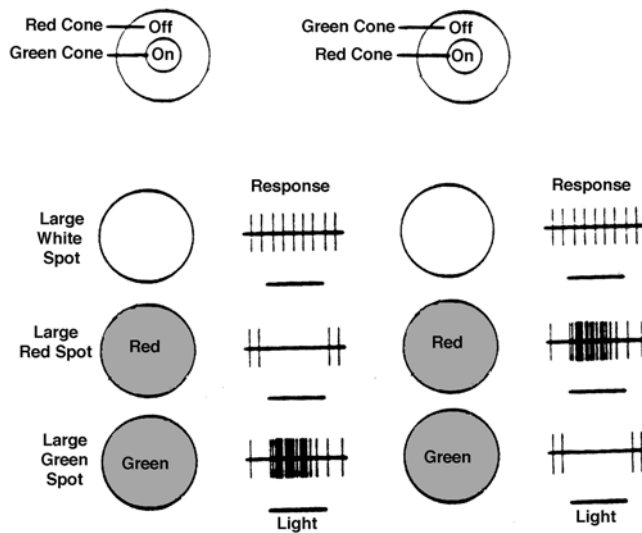 Red Cone
Off
Green Cone
On
Green Cone
Off
Red Cone
On
Response
Response
Large
White
Spot
Large
Red Spot
Red
Red
Large
Green
Spot
Green
Green
Light
Light